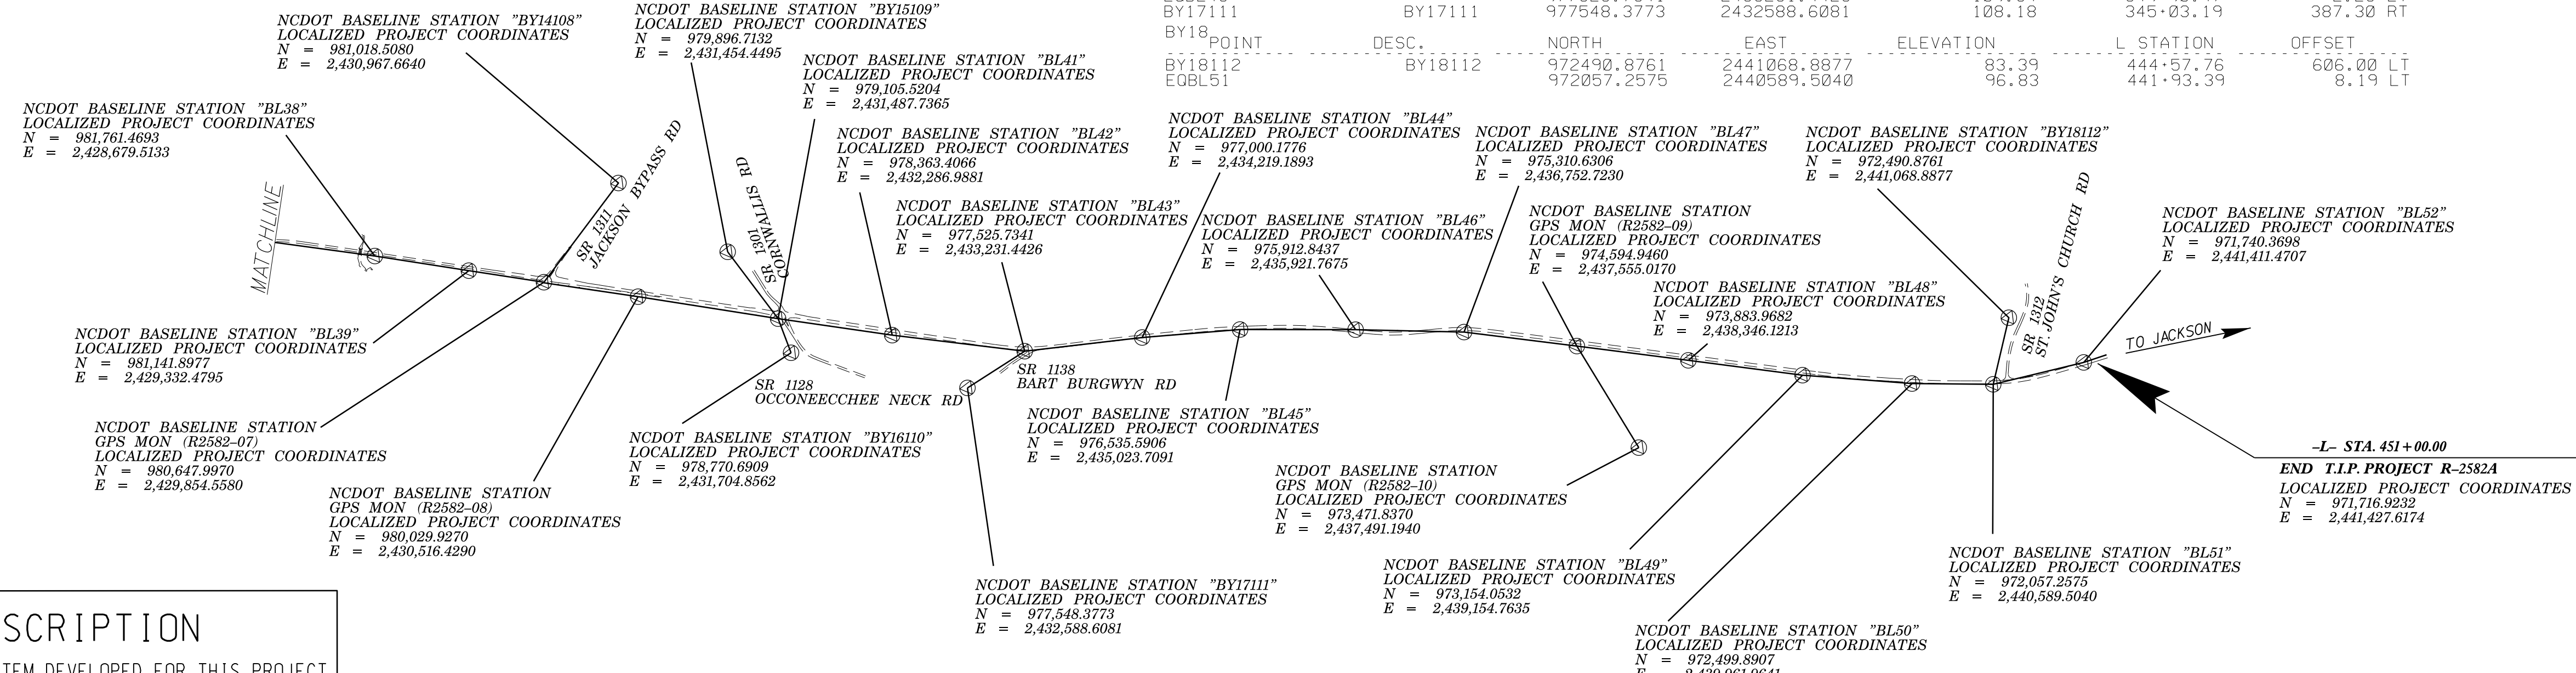 BY17111 BY17111 977548.3773 2432588.6081 108.18 345+03.19 387.30 RT
BY18
POINT DESC. NORTH EAST ELEVATION L STATION OFFSET
BY18112 BY18112 972490.8761 2441068.8877 83.39 444+57.76 606.00 LT
EQBL51 972057.2575 2440589.5040 96.83 441+93.39 8.19 LT
NCDOT BASELINE STATION "BY14108"
LOCALIZED PROJECT COORDINATES
N = 981,018.5080
E = 2,430,967.6640
NCDOT BASELINE STATION "BY15109"
LOCALIZED PROJECT COORDINATES
N = 979,896.7132
E = 2,431,454.4495
NCDOT BASELINE STATION "BL41"
LOCALIZED PROJECT COORDINATES
N = 979,105.5204
E = 2,431,487.7365
NCDOT BASELINE STATION "BL38"
LOCALIZED PROJECT COORDINATES
N = 981,761.4693
E = 2,428,679.5133
NCDOT BASELINE STATION "BL42"
LOCALIZED PROJECT COORDINATES
N = 978,363.4066
E = 2,432,286.9881
NCDOT BASELINE STATION "BL44"
LOCALIZED PROJECT COORDINATES
N = 977,000.1776
E = 2,434,219.1893
NCDOT BASELINE STATION "BL47"
LOCALIZED PROJECT COORDINATES
N = 975,310.6306
E = 2,436,752.7230
NCDOT BASELINE STATION "BY18112"
LOCALIZED PROJECT COORDINATES
N = 972,490.8761
E = 2,441,068.8877
NCDOT BASELINE STATION "BL43"
LOCALIZED PROJECT COORDINATES
N = 977,525.7341
E = 2,433,231.4426
NCDOT BASELINE STATION "BL46"
LOCALIZED PROJECT COORDINATES
N = 975,912.8437
E = 2,435,921.7675
NCDOT BASELINE STATION
GPS MON (R2582-09)
LOCALIZED PROJECT COORDINATES
N = 974,594.9460
E = 2,437,555.0170
NCDOT BASELINE STATION "BL52"
LOCALIZED PROJECT COORDINATES
N = 971,740.3698
E = 2,441,411.4707
NCDOT BASELINE STATION "BL48"
LOCALIZED PROJECT COORDINATES
N = 973,883.9682
E = 2,438,346.1213
MATCHLINE
SR 1311
JACKSON BYPASS RD
SR 1301
CORNWALLIS RD
SR 1312
ST. JOHN'S CHURCH RD
TO JACKSON
NCDOT BASELINE STATION "BL39"
LOCALIZED PROJECT COORDINATES
N = 981,141.8977
E = 2,429,332.4795
SR 1128
OCCONEECCHEE NECK RD
SR 1138
BART BURGWYN RD
NCDOT BASELINE STATION "BL45"
LOCALIZED PROJECT COORDINATES
N = 976,535.5906
E = 2,435,023.7091
NCDOT BASELINE STATION
GPS MON (R2582-07)
LOCALIZED PROJECT COORDINATES
N = 980,647.9970
E = 2,429,854.5580
NCDOT BASELINE STATION "BY16110"
LOCALIZED PROJECT COORDINATES
N = 978,770.6909
E = 2,431,704.8562
-L- STA. 451+00.00
END T.I.P. PROJECT R-2582A
LOCALIZED PROJECT COORDINATES
N = 971,716.9232
E = 2,441,427.6174
NCDOT BASELINE STATION
GPS MON (R2582-10)
LOCALIZED PROJECT COORDINATES
N = 973,471.8370
E = 2,437,491.1940
NCDOT BASELINE STATION
GPS MON (R2582-08)
LOCALIZED PROJECT COORDINATES
N = 980,029.9270
E = 2,430,516.4290
NCDOT BASELINE STATION "BL51"
LOCALIZED PROJECT COORDINATES
N = 972,057.2575
E = 2,440,589.5040
NCDOT BASELINE STATION "BL49"
LOCALIZED PROJECT COORDINATES
N = 973,154.0532
E = 2,439,154.7635
NCDOT BASELINE STATION "BY17111"
LOCALIZED PROJECT COORDINATES
N = 977,548.3773
E = 2,432,588.6081
NCDOT BASELINE STATION "BL50"
LOCALIZED PROJECT COORDINATES
N = 972,499.8907
SCRIPTION
TEM DEVELOPED FOR THIS PROJECT